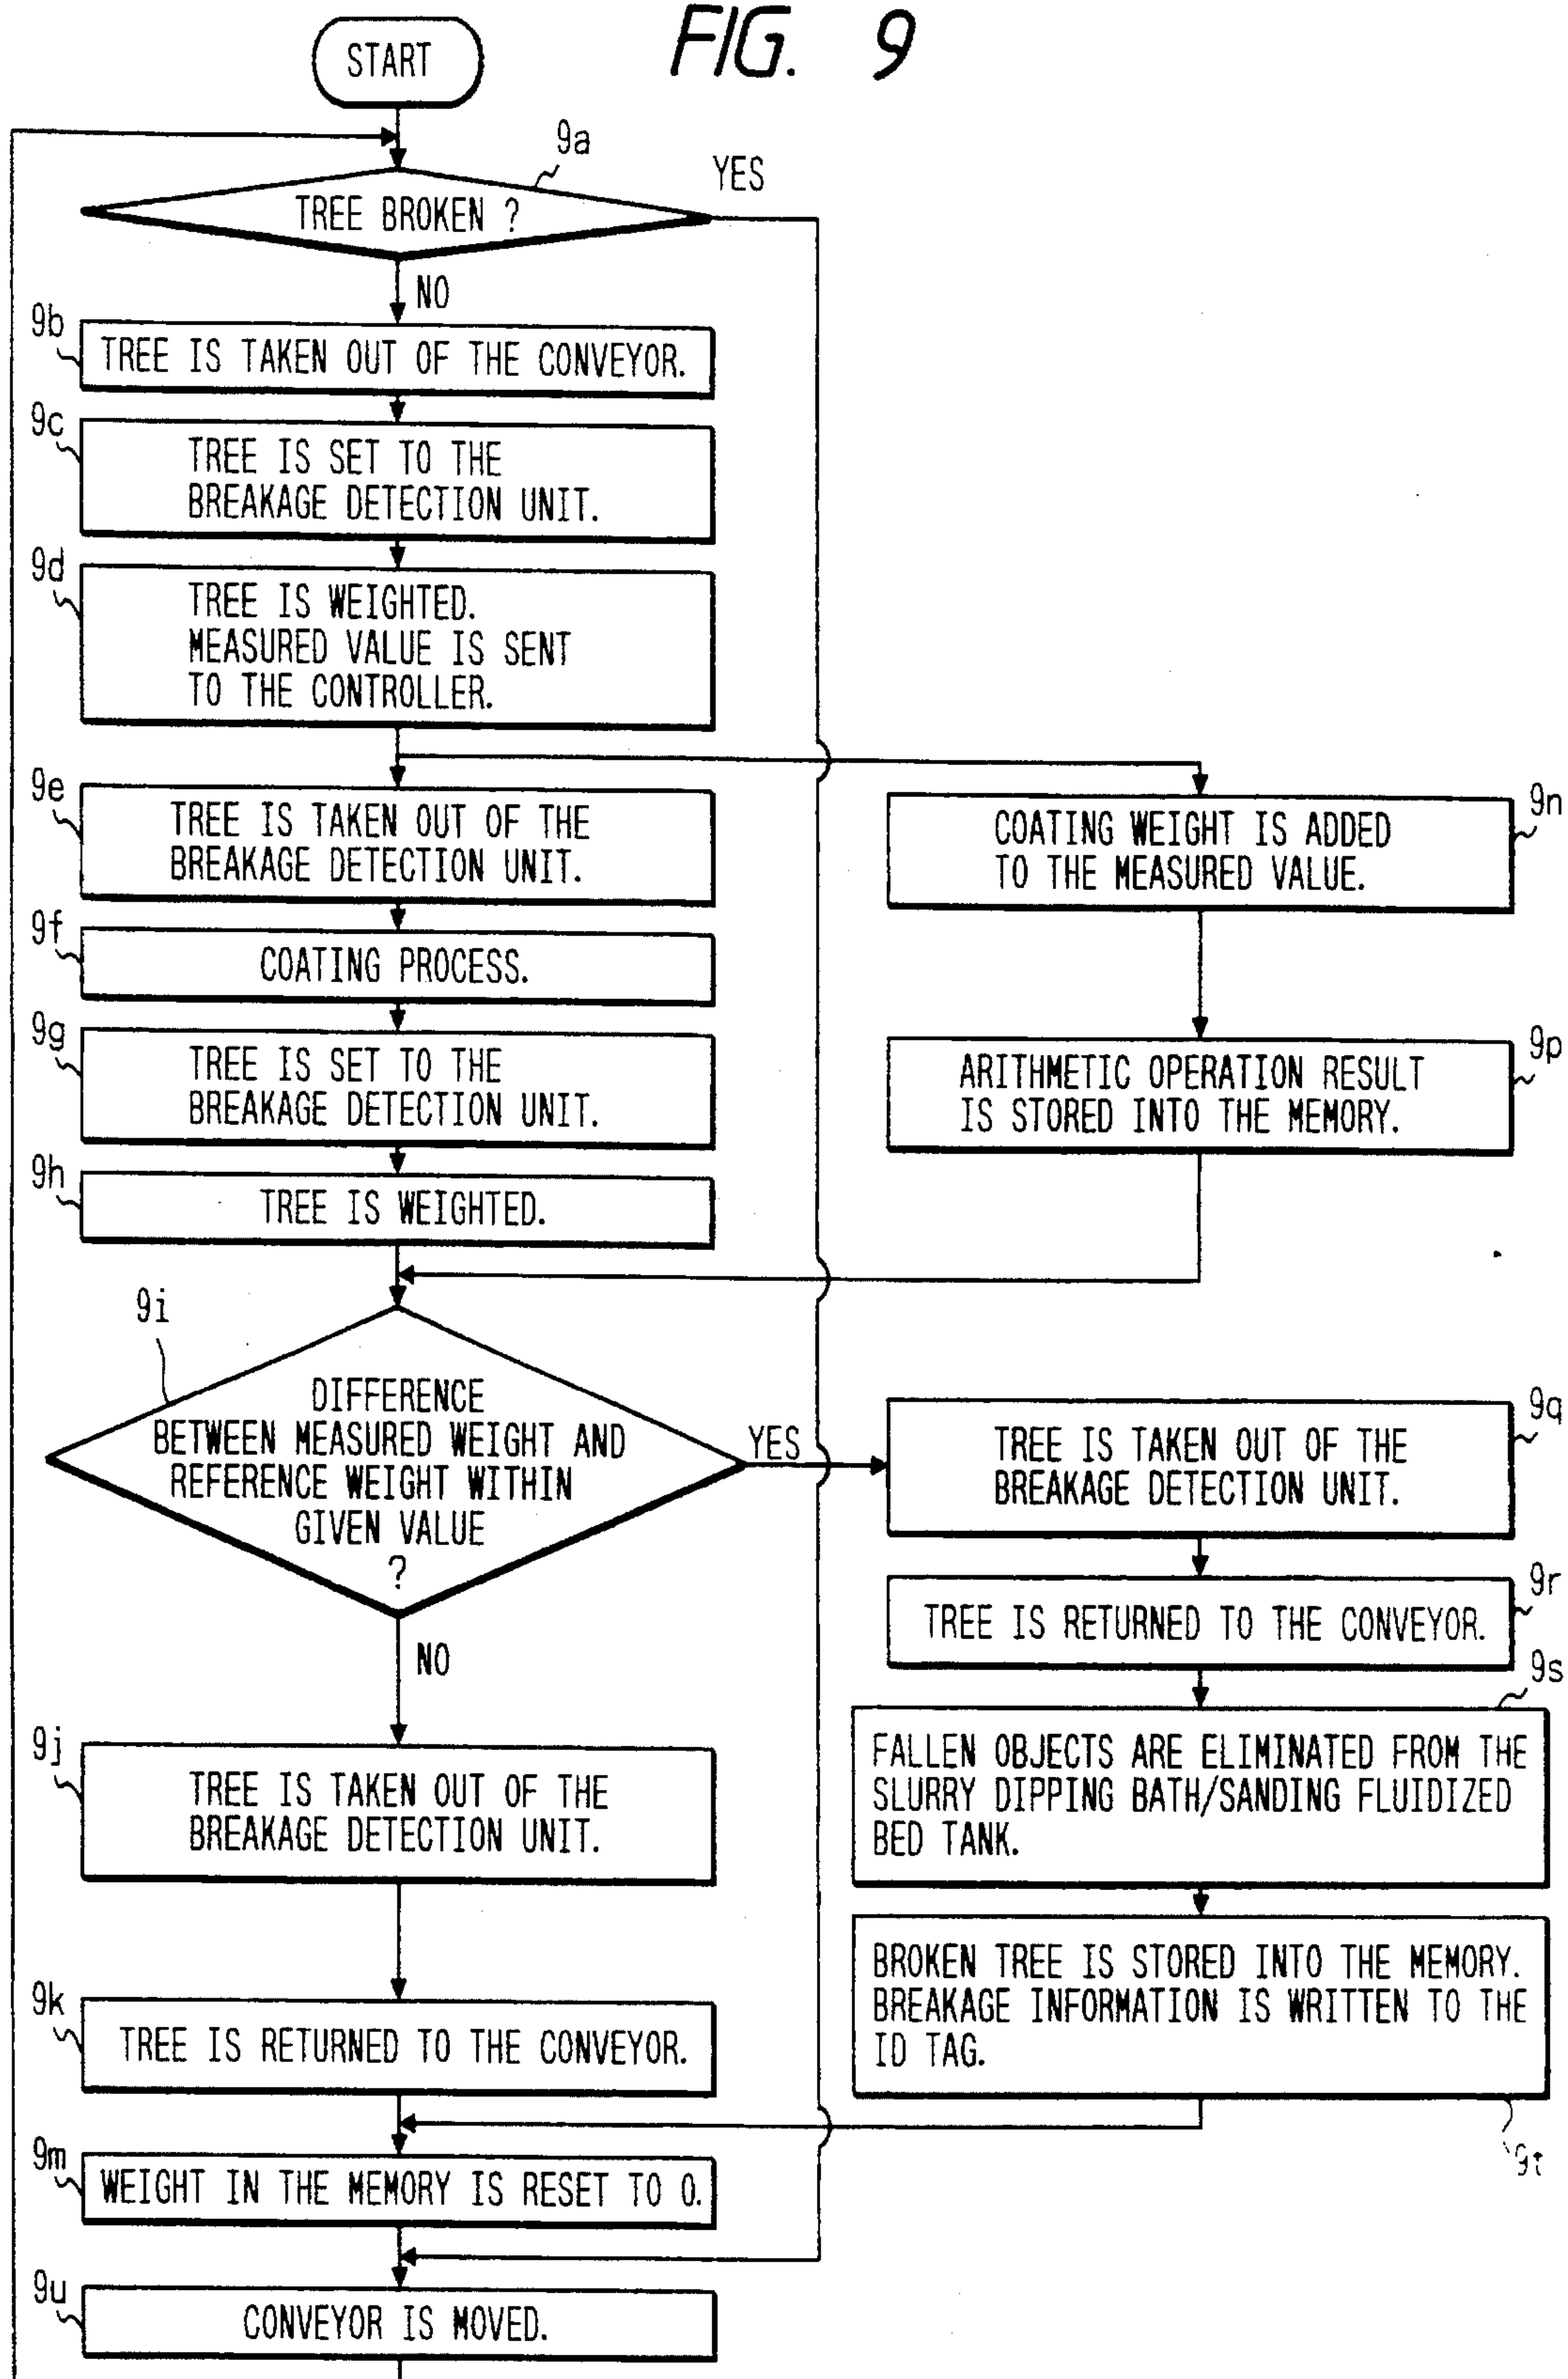 FIG. 9
START
9a
TREE BROKEN ?
YES
NO
9b
TREE IS TAKEN OUT OF THE CONVEYOR.
9c
TREE IS SET TO THE
BREAKAGE DETECTION UNIT.
9d
TREE IS WEIGHTED.
MEASURED VALUE IS SENT
TO THE CONTROLLER.
9e
TREE IS TAKEN OUT OF THE
BREAKAGE DETECTION UNIT.
9n
COATING WEIGHT IS ADDED
TO THE MEASURED VALUE.
9f
COATING PROCESS.
9g
TREE IS SET TO THE
BREAKAGE DETECTION UNIT.
9p
ARITHMETIC OPERATION RESULT
IS STORED INTO THE MEMORY.
9h
TREE IS WEIGHTED.
9i
DIFFERENCE
BETWEEN MEASURED WEIGHT AND
REFERENCE WEIGHT WITHIN
GIVEN VALUE
?
YES
NO
9q
TREE IS TAKEN OUT OF THE
BREAKAGE DETECTION UNIT.
9r
TREE IS RETURNED TO THE CONVEYOR.
9s
FALLEN OBJECTS ARE ELIMINATED FROM THE
SLURRY DIPPING BATH/SANDING FLUIDIZED
BED TANK.
9j
TREE IS TAKEN OUT OF THE
BREAKAGE DETECTION UNIT.
BROKEN TREE IS STORED INTO THE MEMORY.
BREAKAGE INFORMATION IS WRITTEN TO THE
ID TAG.
9t
9k
TREE IS RETURNED TO THE CONVEYOR.
9m
WEIGHT IN THE MEMORY IS RESET TO 0.
9u
CONVEYOR IS MOVED.